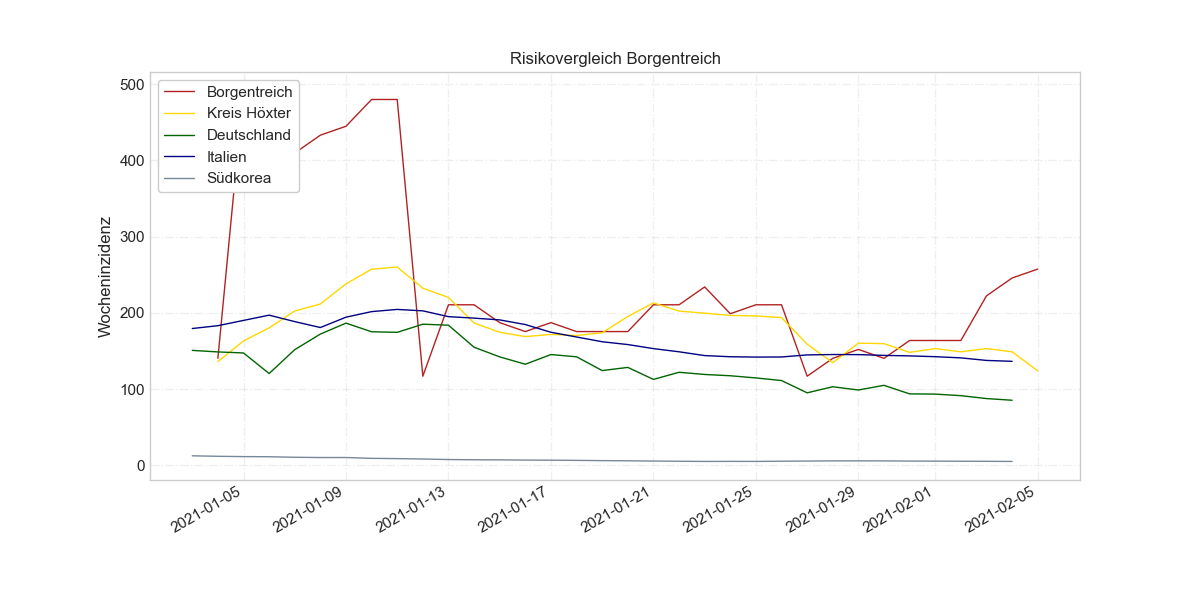 Risikovergleich Borgentreich
Borgentreich
Kreis Höxter
Deutschland
Italien
Südkorea
Wocheninzidenz
500
400
300
200
100
0
2021-01-05
2021-01-09
2021-01-13
2021-01-17
2021-01-21
2021-01-25
2021-01-29
2021-02-01
2021-02-05